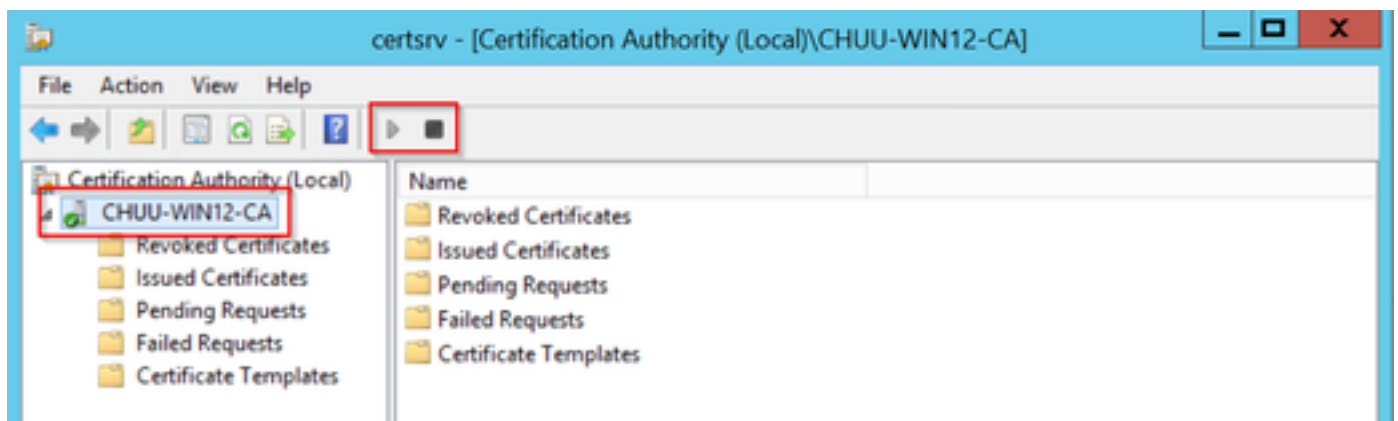 certsrv - [Certification Authority (Local)\CHUU-WIN12-CA]
File Action View Help
Certification Authority (Local)
CHUU-WIN12-CA
Revoked Certificates
Issued Certificates
Pending Requests
Failed Requests
Certificate Templates
Name
Revoked Certificates
Issued Certificates
Pending Requests
Failed Requests
Certificate Templates